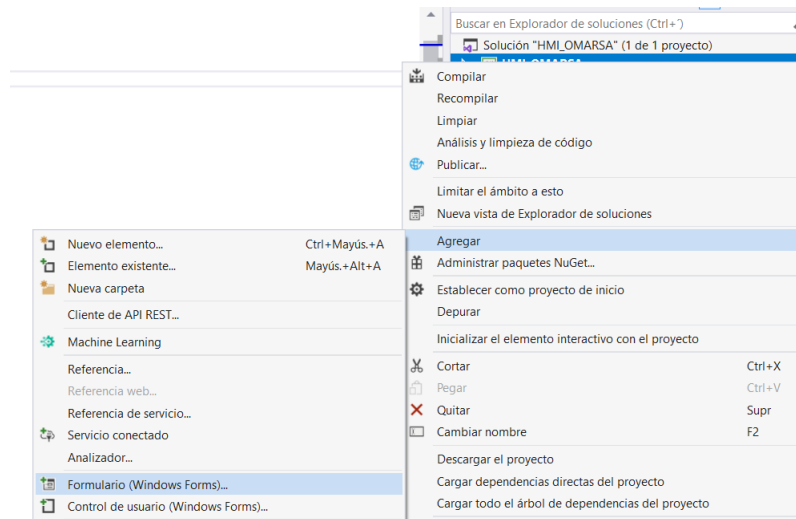 Buscar en Explorador de soluciones (Ctrl+´)
Solución "HMI_OMARSA" (1 de 1 proyecto)
HMI_OMARSA
Compilar
Recompilar
Limpiar
Análisis y limpieza de código
Publicar...
Limitar el ámbito a esto
Nueva vista de Explorador de soluciones
Agregar
Administrar paquetes NuGet...
Establecer como proyecto de inicio
Depurar
Inicializar el elemento interactivo con el proyecto
Cortar Ctrl+X
Pegar Ctrl+V
Quitar Supr
Cambiar nombre F2
Descargar el proyecto
Cargar dependencias directas del proyecto
Cargar todo el árbol de dependencias del proyecto
Nuevo elemento... Ctrl+Mayús.+A
Elemento existente... Mayús.+Alt+A
Nueva carpeta
Cliente de API REST...
Machine Learning
Referencia...
Referencia web...
Referencia de servicio...
Servicio conectado
Analizador...
Formulario (Windows Forms)...
Control de usuario (Windows Forms)...